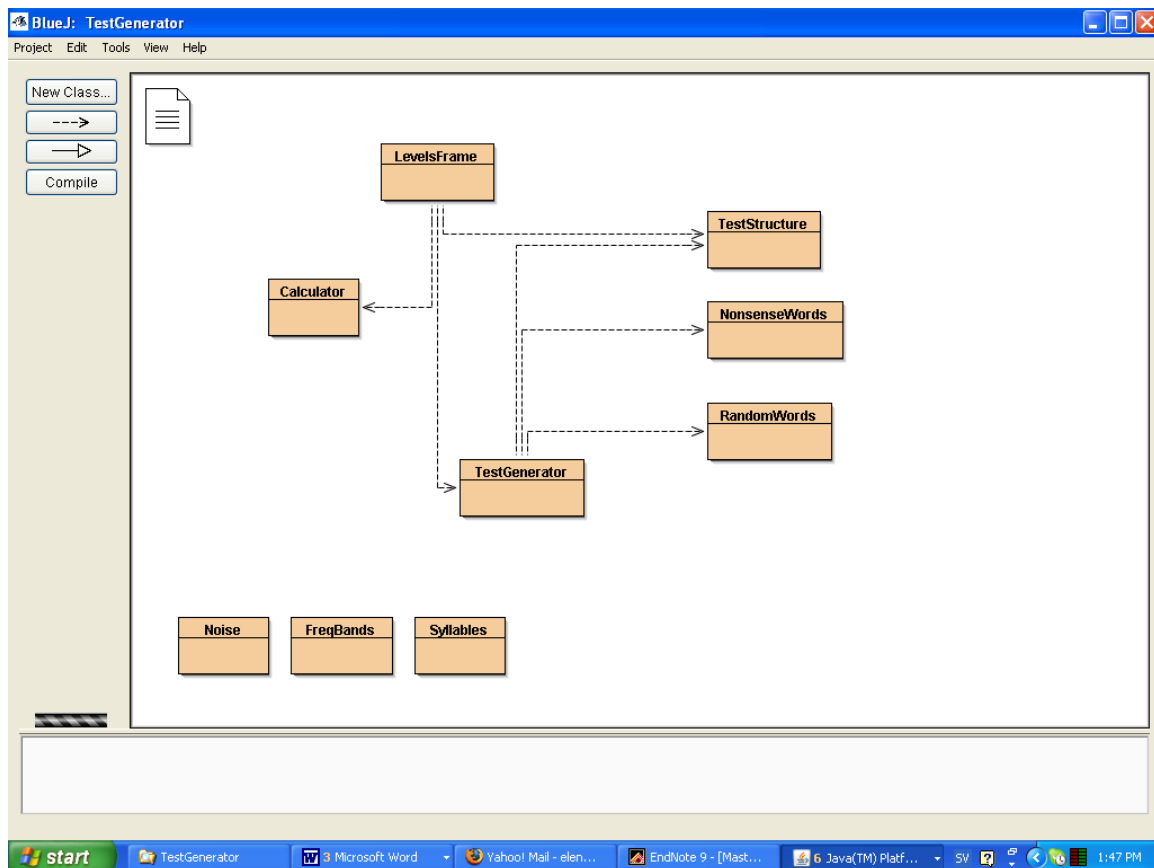 BlueJ: TestGenerator
Project Edit Tools View Help
New Class...
Compile
LevelsFrame
TestStructure
Calculator
NonsenseWords
RandomWords
TestGenerator
Noise FreqBands Syllables
start TestGenerator 3 Microsoft Word Yahoo! Mail - elen... EndNote 9 - [Mast... 6 Java(TM) Platf... SV 1:47 PM